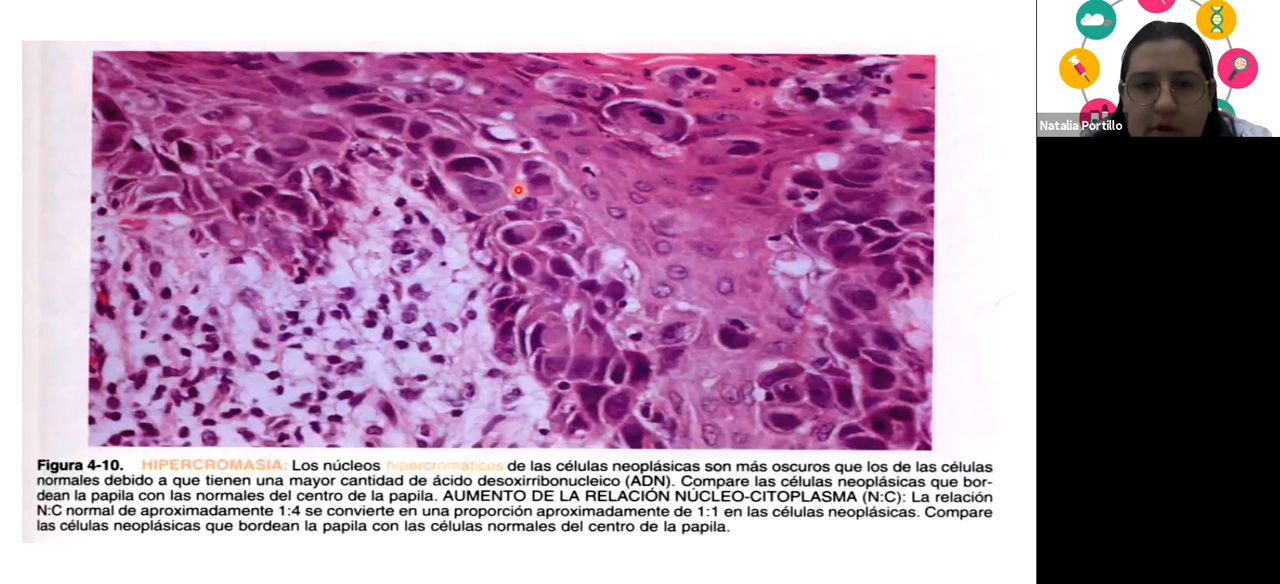 Natalia Portillo
Figura 4-10. HIPERCROMASIA: Los núcleos hipercromáticos de las células neoplásicas son más oscuros que los de las células
normales debido a que tienen una mayor cantidad de ácido desoxirribonucleico (ADN). Compare las células neoplásicas que bor-
dean la papila con las normales del centro de la papila. AUMENTO DE LA RELACIÓN NÚCLEO-CITOPLASMA (N:C): La relación
N:C normal de aproximadamente 1:4 se convierte en una proporción aproximadamente de 1:1 en las células neoplásicas. Compare
las células neoplásicas que bordean la papila con las células normales del centro de la papila.